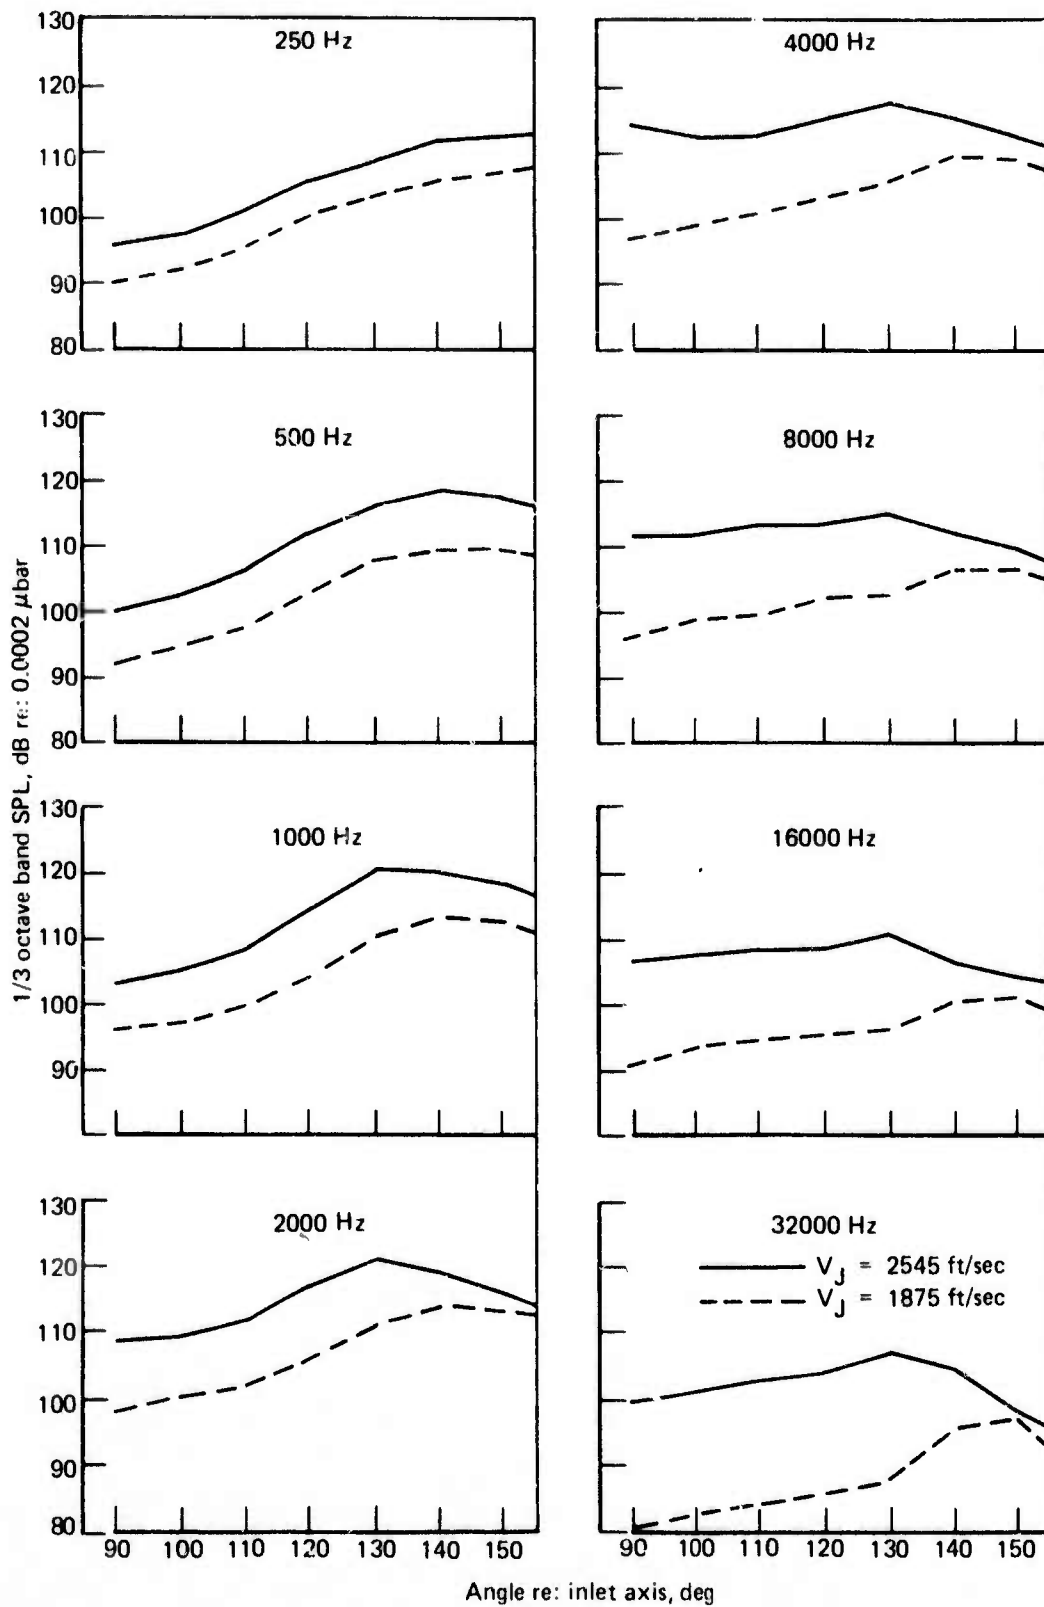 1/3 octave band SPL, dB re: 0.0002 μbar
250 Hz
130
120
110
100
90
80
500 Hz
130
120
110
100
90
80
1000 Hz
130
120
110
100
90
2000 Hz
130
120
110
100
90
80
90 100 110 120 130 140 150
4000 Hz
8000 Hz
16000 Hz
32000 Hz
VJ = 2545 ft/sec
VJ = 1875 ft/sec
90 100 110 120 130 140 150
Angle re: inlet axis, deg